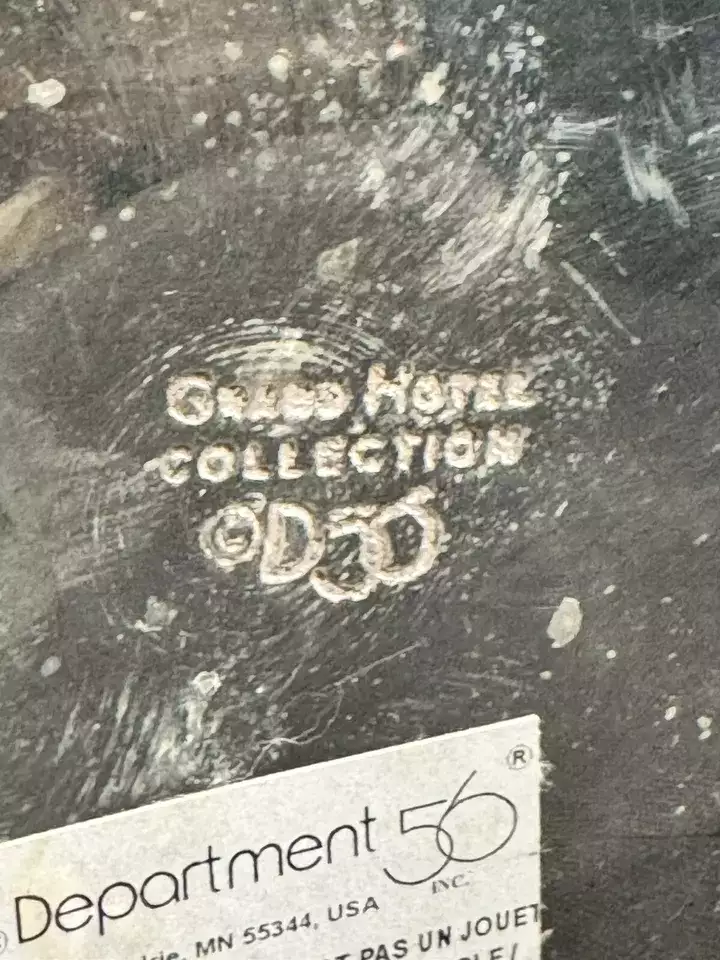 GRAND HOTEL
COLLECTION
©D56
Department 56 ®
INC.
MN 55344, USA
PAS UN JOUET